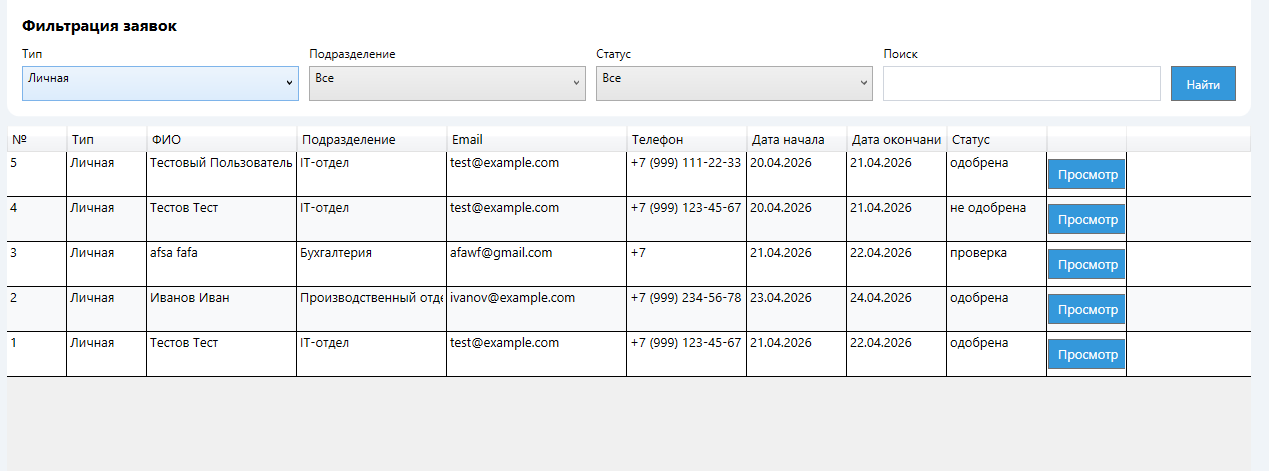 Фильтрация заявок
Тип Подразделение Статус Поиск
Личная Все Все Найти
№ Тип ФИО Подразделение Email Телефон Дата начала Дата окончани Статус
5 Личная Тестовый Пользователь IT-отдел test@example.com +7 (999) 111-22-33 20.04.2026 21.04.2026 одобрена Просмотр
4 Личная Тестов Тест IT-отдел test@example.com +7 (999) 123-45-67 20.04.2026 21.04.2026 не одобрена Просмотр
3 Личная afsa fafa Бухгалтерия afawf@gmail.com +7 21.04.2026 22.04.2026 проверка Просмотр
2 Личная Иванов Иван Производственный отде ivanov@example.com +7 (999) 234-56-78 23.04.2026 24.04.2026 одобрена Просмотр
1 Личная Тестов Тест IT-отдел test@example.com +7 (999) 123-45-67 21.04.2026 22.04.2026 одобрена Просмотр